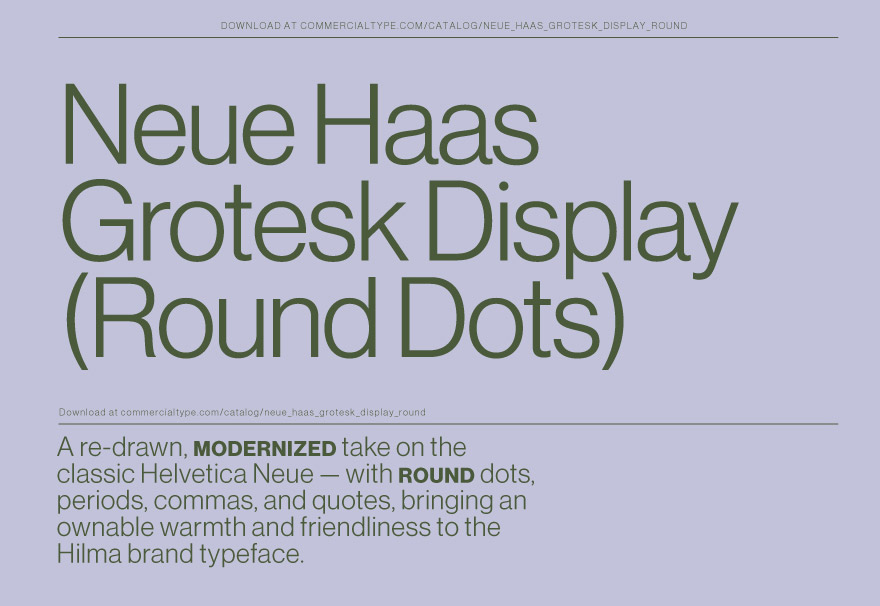 DOWNLOAD AT COMMERCIALTYPE.COM/CATALOG/NEUE_HAAS_GROTESK_DISPLAY_ROUND
Neue Haas
Grotesk Display
(Round Dots)
Download at commercialtype.com/catalog/neue_haas_grotesk_display_round
A re-drawn, MODERNIZED take on the
classic Helvetica Neue — with ROUND dots,
periods, commas, and quotes, bringing an
ownable warmth and friendliness to the
Hilma brand typeface.